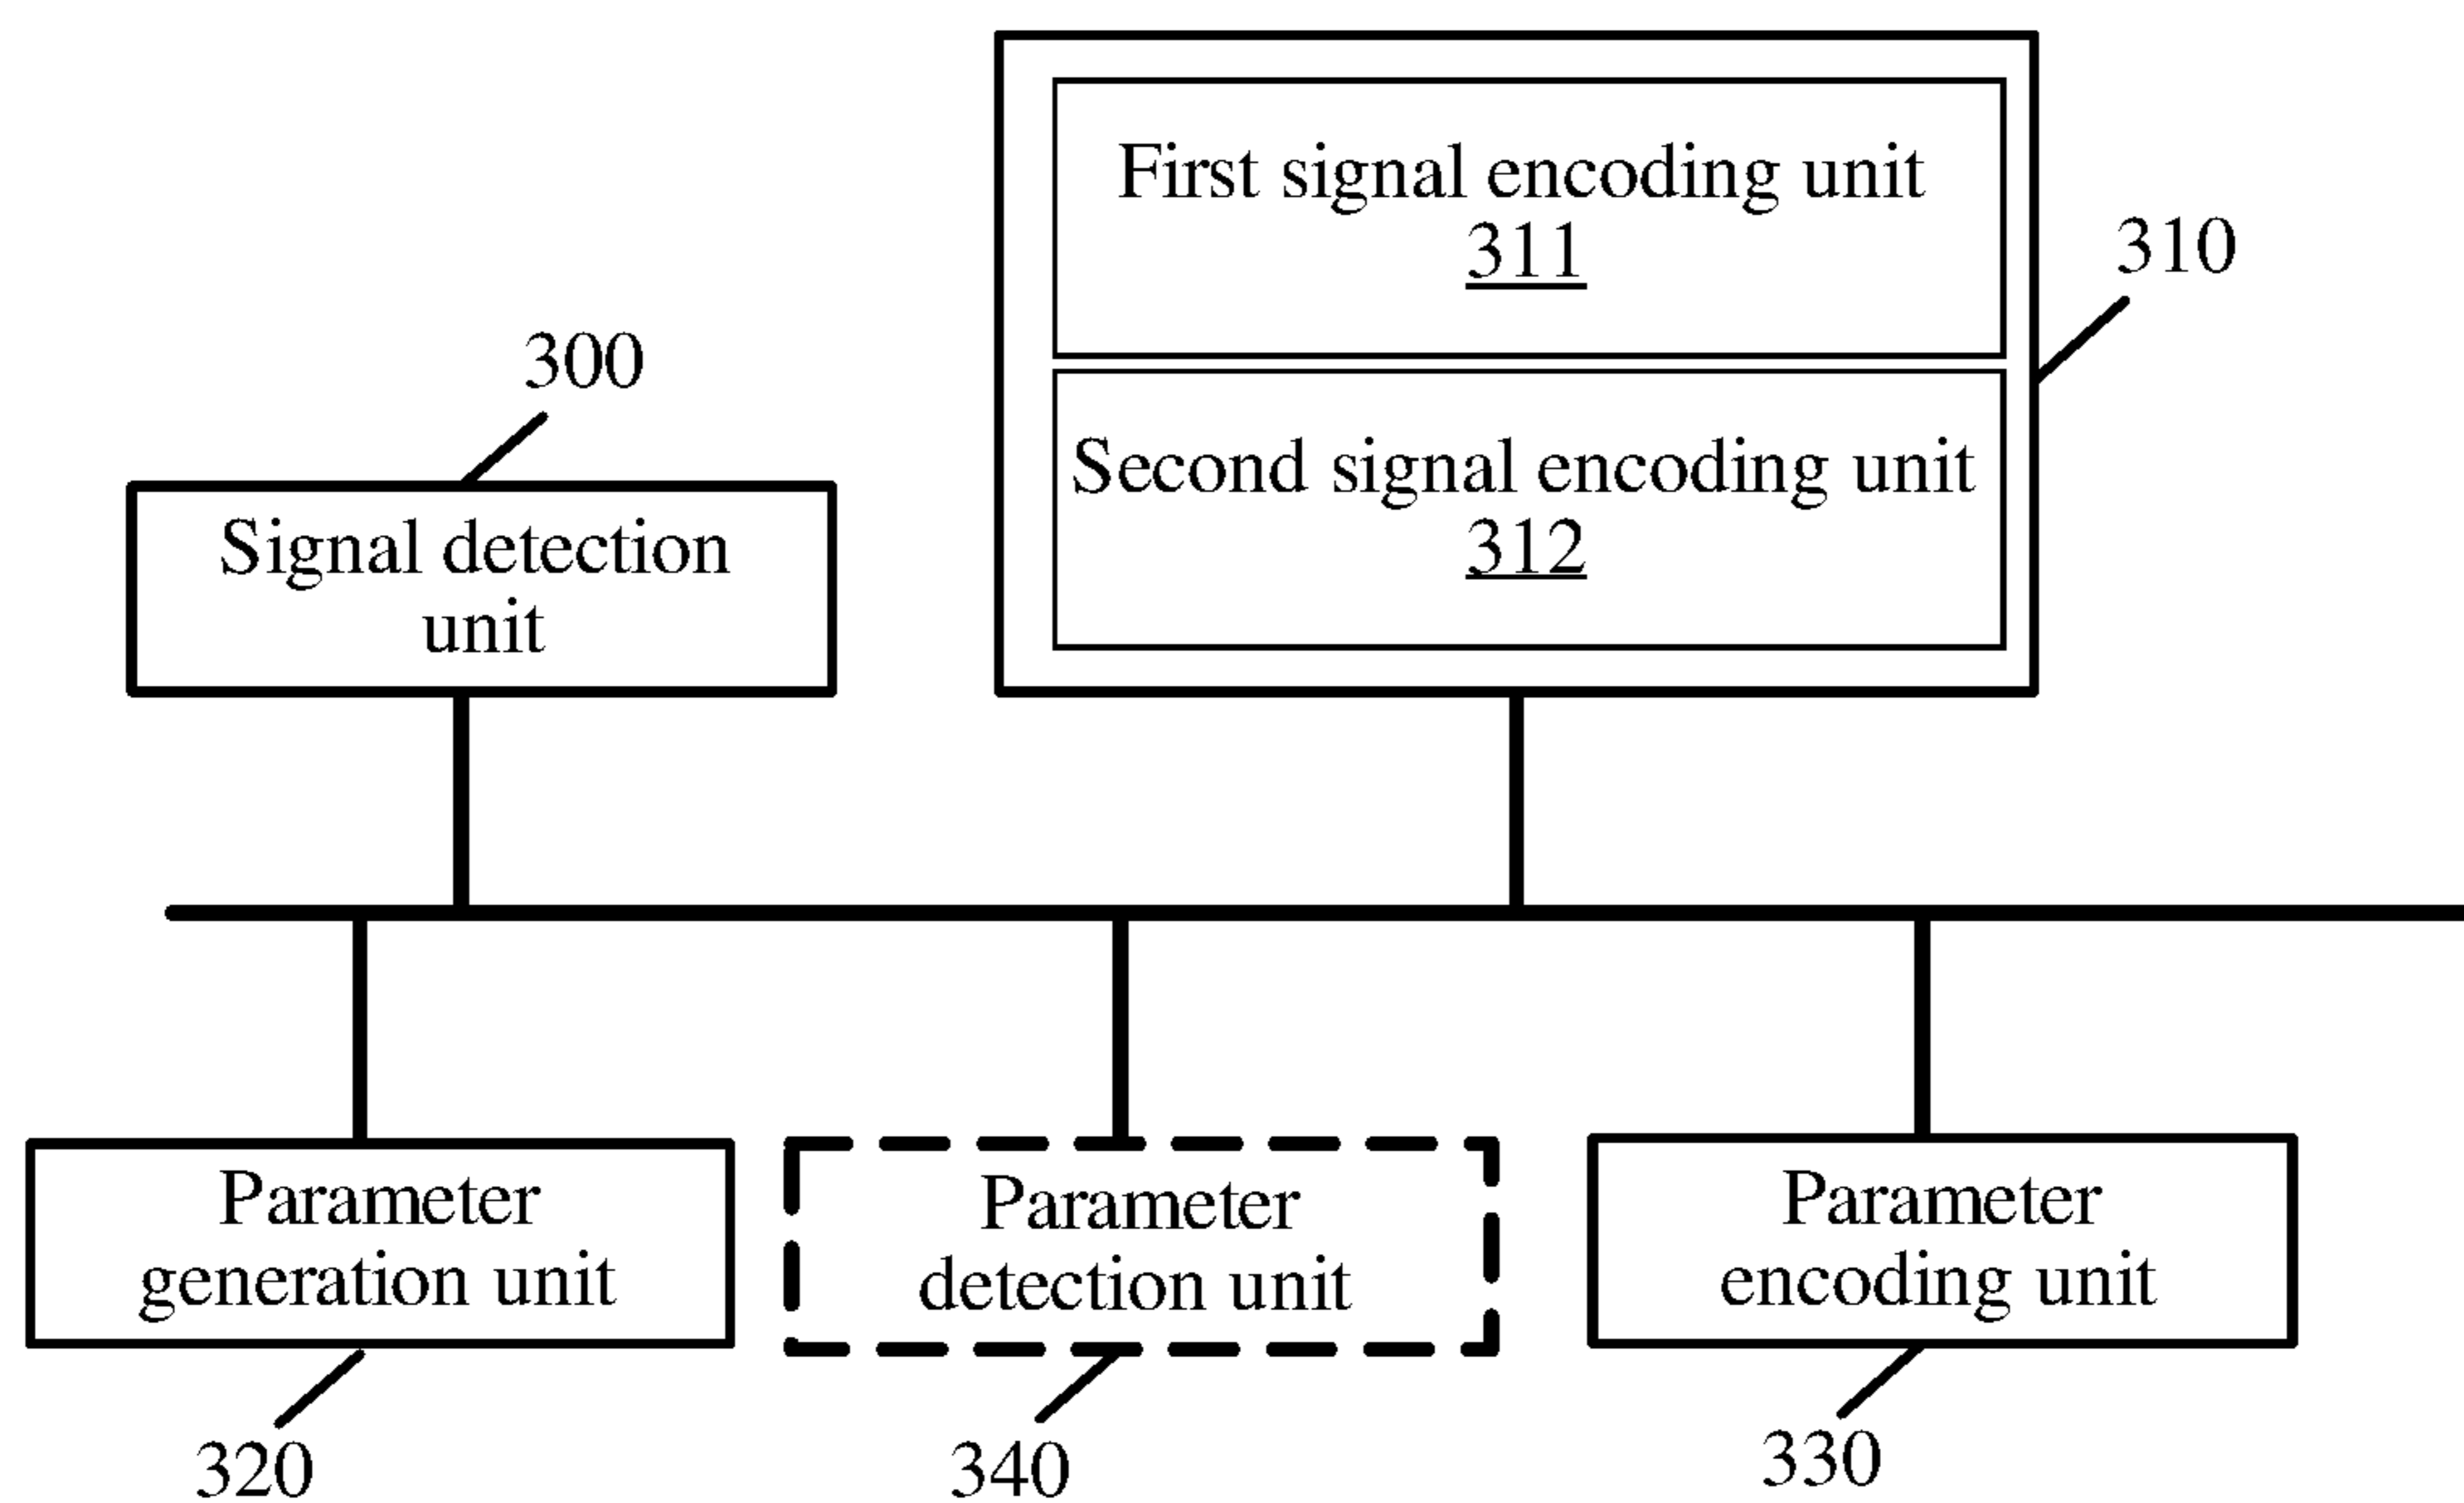 First signal encoding unit
311
310
Second signal encoding unit
312
300
Signal detection
unit
Parameter
generation unit
320
Parameter
detection unit
340
Parameter
encoding unit
330